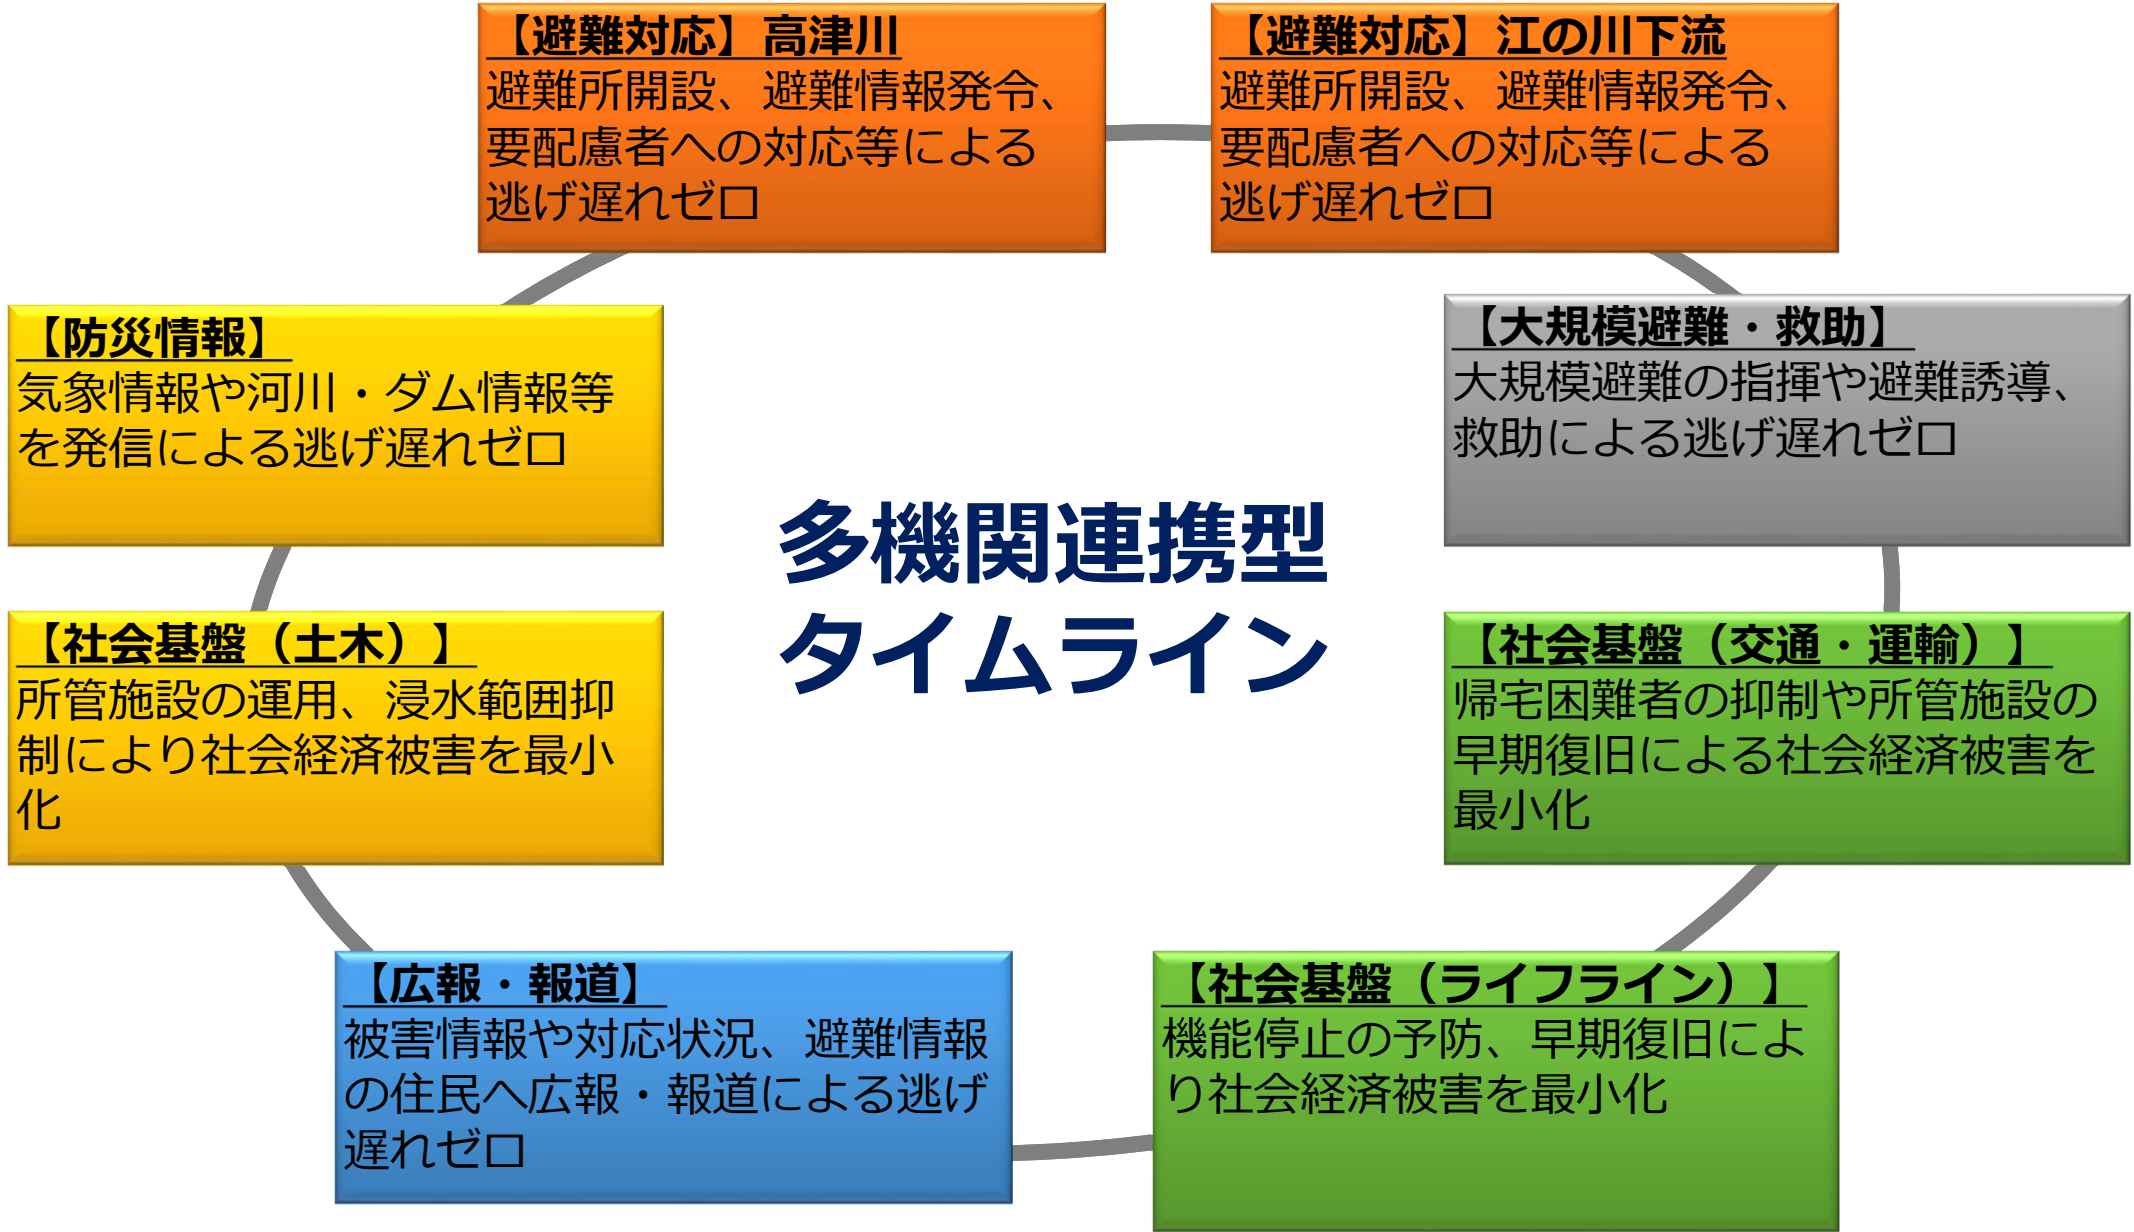 【避難対応】高津川
避難所開設、避難情報発令、
要配慮者への対応等による
逃げ遅れゼロ
【避難対応】江の川下流
避難所開設、避難情報発令、
要配慮者への対応等による
逃げ遅れゼロ
【防災情報】
気象情報や河川・ダム情報等
を発信による逃げ遅れゼロ
【大規模避難・救助】
大規模避難の指揮や避難誘導、
救助による逃げ遅れゼロ
多機関連携型
タイムライン
【社会基盤（土木）】
所管施設の運用、浸水範囲抑
制により社会経済被害を最小
化
【社会基盤（交通・運輸）】
帰宅困難者の抑制や所管施設の
早期復旧による社会経済被害を
最小化
【広報・報道】
被害情報や対応状況、避難情報
の住民へ広報・報道による逃げ
遅れゼロ
【社会基盤（ライフライン）】
機能停止の予防、早期復旧によ
り社会経済被害を最小化